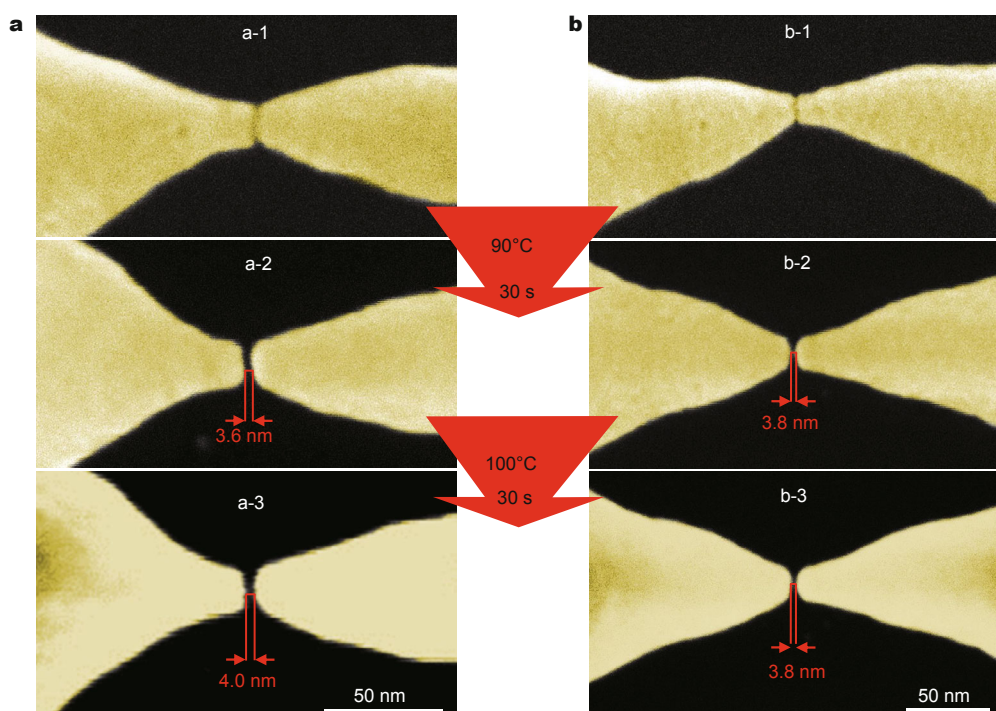 a
b
a-1
b-1
90°C
30 s
a-2
b-2
3.6 nm
3.8 nm
100°C
30 s
a-3
b-3
4.0 nm
3.8 nm
50 nm
50 nm